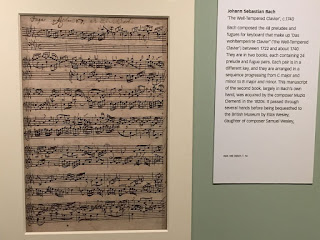 Johann Sebastian Bach
'The Well-Tempered Clavier', c.1740
Bach composed the 48 preludes and
fugues for keyboard that make up 'Das
wohltemperirte Clavier' ('The Well-Tempered
Clavier') between 1722 and about 1740.
They are in two books, each containing 24
prelude and fugue pairs. Each pair is in a
different key, and they are arranged in a
sequence progressing from C major and
minor to B major and minor. This manuscript
of the second book, largely in Bach's own
hand, was acquired by the composer Muzio
Clementi in the 1820s. It passed through
several hands before being bequeathed to
the British Museum by Eliza Wesley,
daughter of composer Samuel Wesley.